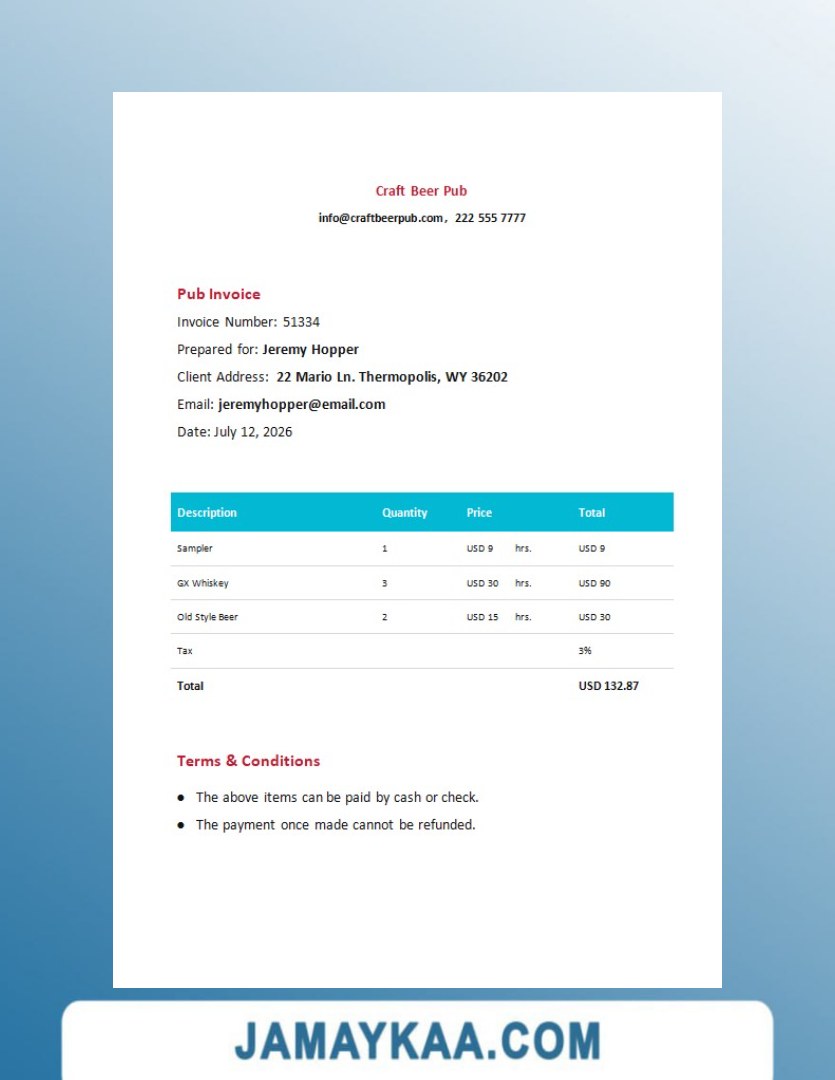 Craft Beer Pub
info@craftbeerpub.com, 222 555 7777
Pub Invoice
Invoice Number: 51334
Prepared for: Jeremy Hopper
Client Address: 22 Mario Ln. Thermopolis, WY 36202
Email: jeremyhopper@email.com
Date: July 12, 2026
Description Quantity Price Total
Sampler 1 USD 9 hrs. USD 9
GX Whiskey 3 USD 30 hrs. USD 90
Old Style Beer 2 USD 15 hrs. USD 30
Tax 3%
Total USD 132.87
Terms & Conditions
● The above items can be paid by cash or check.
● The payment once made cannot be refunded.
JAMAYKAA.COM